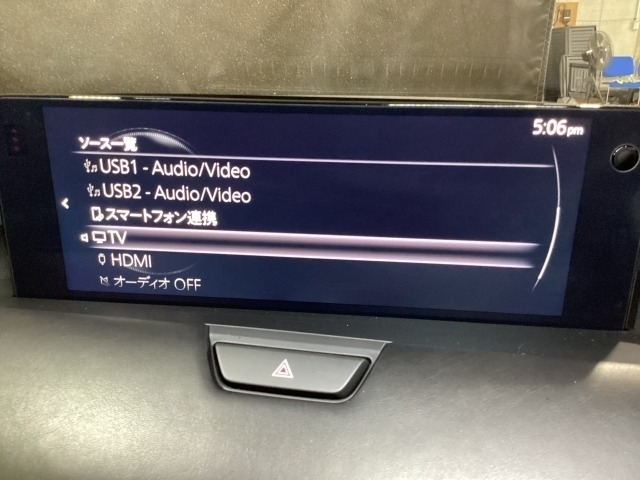 5:06pm
ソース一覧
USB1 - Audio/Video
USB2 - Audio/Video
スマートフォン連携
TV
HDMI
オーディオ OFF